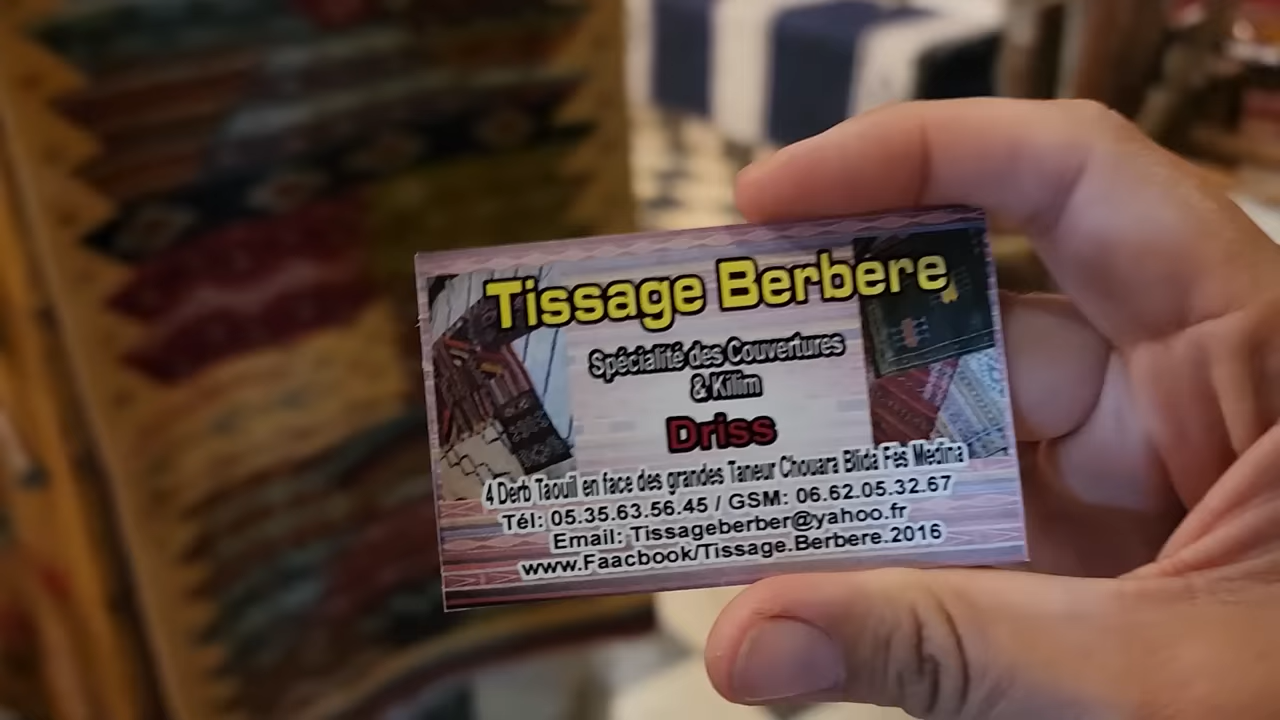 Tissage Berbere
Spécialité des Couvertures
& Kilim
Driss
4 Derb Taouil en face des grandes Taneur Chouara Blida Fès Medina
Tél: 05.35.63.56.45 / GSM: 06.62.05.32.67
Email: Tissageberber@yahoo.fr
www.Faacbook/Tissage.Berbere.2016